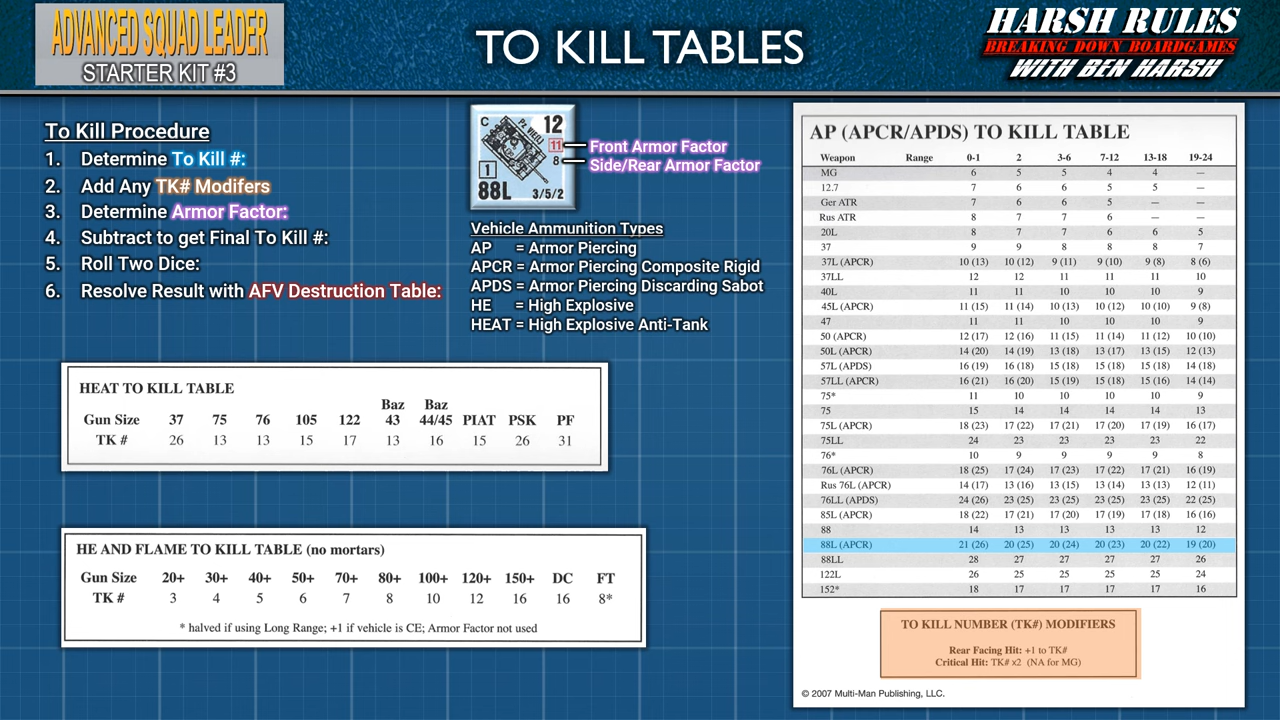 ADVANCED SQUAD LEADER
STARTER KIT #3
TO KILL TABLES
HARSH RULES
BREAKING DOWN BOARDGAMES
WITH BEN HARSH
To Kill Procedure
1. Determine To Kill #:
2. Add Any TK# Modifers
3. Determine Armor Factor:
4. Subtract to get Final To Kill #:
5. Roll Two Dice:
6. Resolve Result with AFV Destruction Table:
C
12
11
8
1
88L
3/5/2
Front Armor Factor
Side/Rear Armor Factor
Vehicle Ammunition Types
AP = Armor Piercing
APCR = Armor Piercing Composite Rigid
APDS = Armor Piercing Discarding Sabot
HE = High Explosive
HEAT = High Explosive Anti-Tank
HEAT TO KILL TABLE
Gun Size 37 75 76 105 122 Baz 43 Baz 44/45 PIAT PSK PF
TK # 26 13 13 15 17 13 16 15 26 31
HE AND FLAME TO KILL TABLE (no mortars)
Gun Size 20+ 30+ 40+ 50+ 70+ 80+ 100+ 120+ 150+ DC FT
TK # 3 4 5 6 7 8 10 12 16 16 8*
* halved if using Long Range; +1 if vehicle is CE; Armor Factor not used
AP (APCR/APDS) TO KILL TABLE
Weapon Range 0-1 2 3-6 7-12 13-18 19-24
MG 6 5 5 4 4 —
12.7 7 6 6 5 5 —
Ger ATR 7 6 6 5 — —
Rus ATR 8 7 7 6 — —
20L 8 7 7 6 6 5
37 9 9 8 8 8 7
37L (APCR) 10 (13) 10 (12) 9 (11) 9 (10) 9 (8) 8 (6)
37LL 12 12 11 11 11 10
40L 11 11 10 10 10 9
45L (APCR) 11 (15) 11 (14) 10 (13) 10 (12) 10 (10) 9 (8)
47 11 11 10 10 10 9
50 (APCR) 12 (17) 12 (16) 11 (15) 11 (14) 11 (12) 10 (10)
50L (APCR) 14 (20) 14 (19) 13 (18) 13 (17) 13 (15) 12 (13)
57L (APDS) 16 (19) 16 (18) 15 (18) 15 (18) 15 (18) 14 (18)
57LL (APCR) 16 (21) 16 (20) 15 (19) 15 (18) 15 (16) 14 (14)
75* 11 10 10 10 10 9
75 15 14 14 14 14 13
75L (APCR) 18 (23) 17 (22) 17 (21) 17 (20) 17 (19) 16 (17)
75LL 24 23 23 23 23 22
76* 10 9 9 9 9 8
76L (APCR) 18 (25) 17 (24) 17 (23) 17 (22) 17 (21) 16 (19)
Rus 76L (APCR) 14 (17) 13 (16) 13 (15) 13 (14) 13 (13) 12 (11)
76LL (APDS) 24 (26) 23 (25) 23 (25) 23 (25) 23 (25) 22 (25)
85L (APCR) 18 (22) 17 (21) 17 (20) 17 (19) 17 (18) 16 (16)
88 14 13 13 13 13 12
88L (APCR) 21 (26) 20 (25) 20 (24) 20 (23) 20 (22) 19 (20)
88LL 28 27 27 27 27 26
122L 26 25 25 25 25 24
152* 18 17 17 17 17 16
TO KILL NUMBER (TK#) MODIFIERS
Rear Facing Hit: +1 to TK#
Critical Hit: TK# x2 (NA for MG)
© 2007 Multi-Man Publishing, LLC.